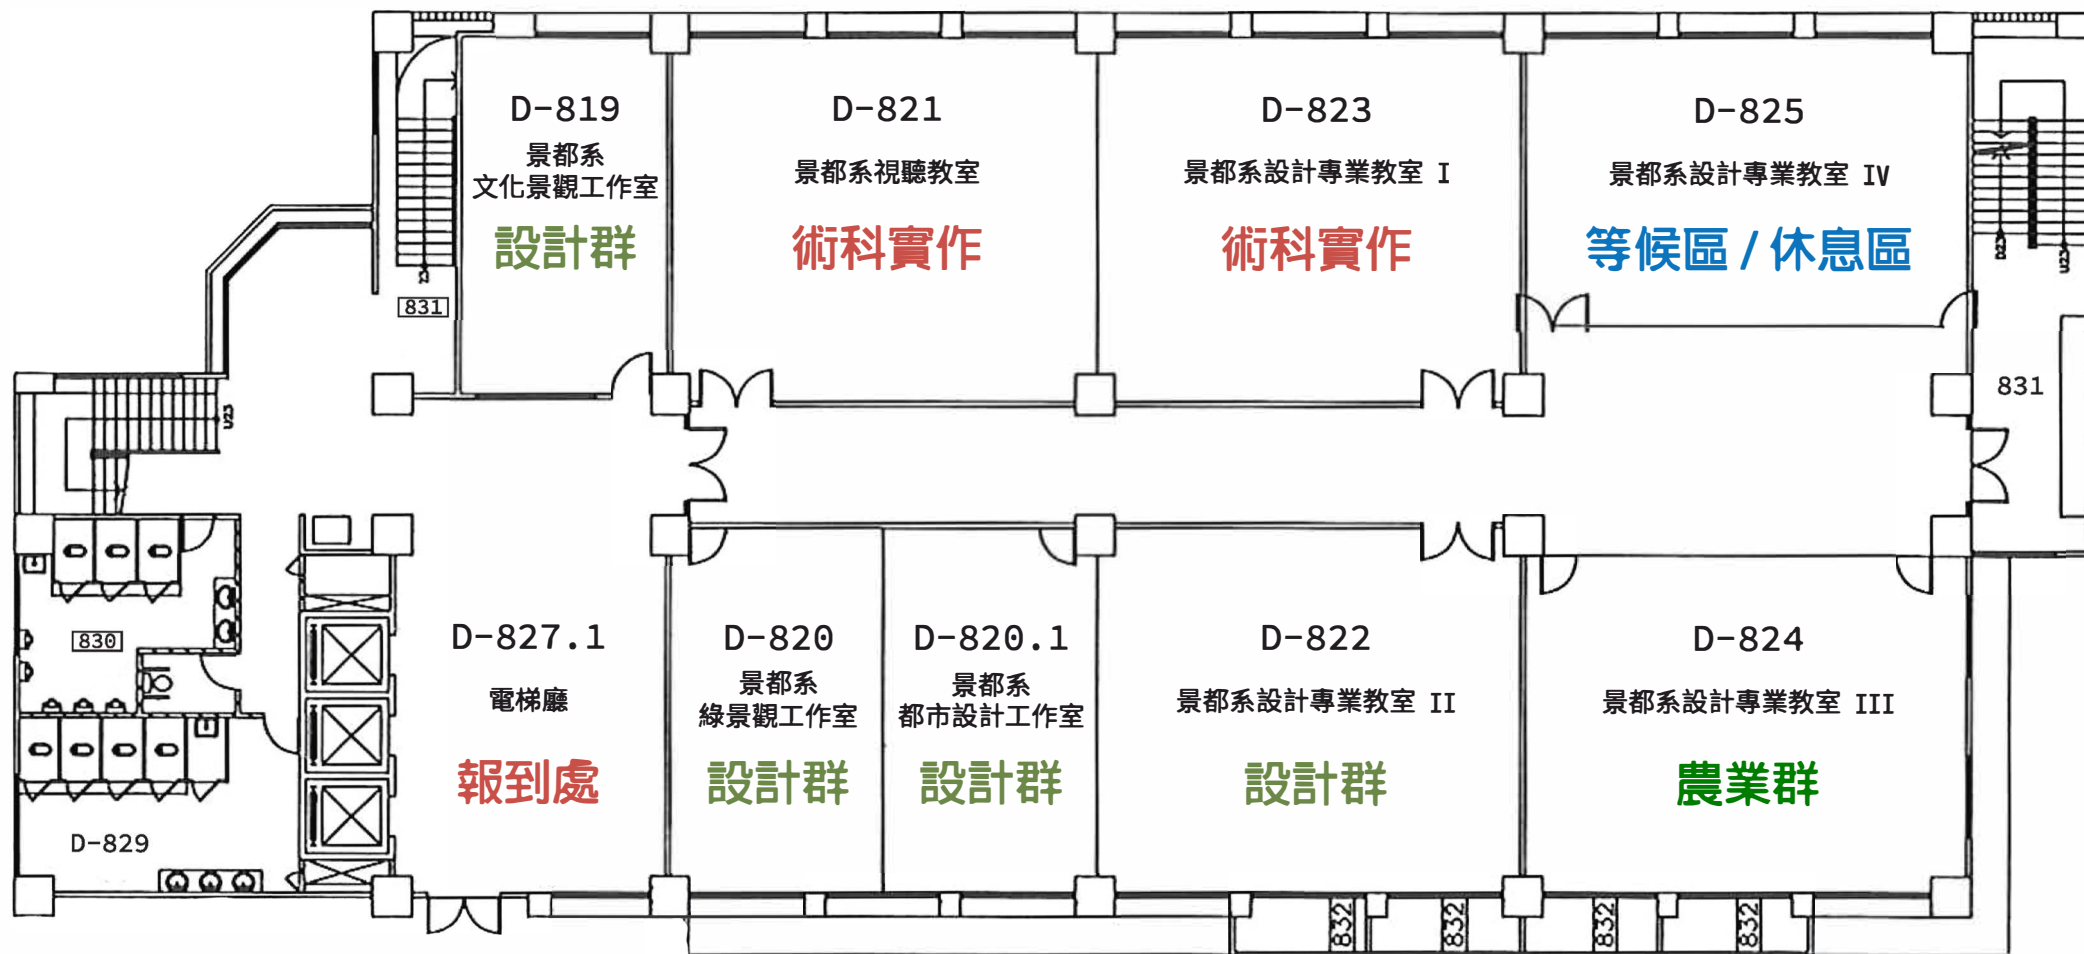 D-819
景都系
文化景觀工作室
設計群
D-821
景都系視聽教室
術科實作
D-823
景都系設計專業教室 I
術科實作
D-825
景都系設計專業教室 IV
等候區 / 休息區
831
U23
D23
U23
831
830
D-829
D-827.1
電梯廳
報到處
D-820
景都系
綠景觀工作室
設計群
D-820.1
景都系
都市設計工作室
設計群
D-822
景都系設計專業教室 II
設計群
D-824
景都系設計專業教室 III
農業群
832
832
832
832